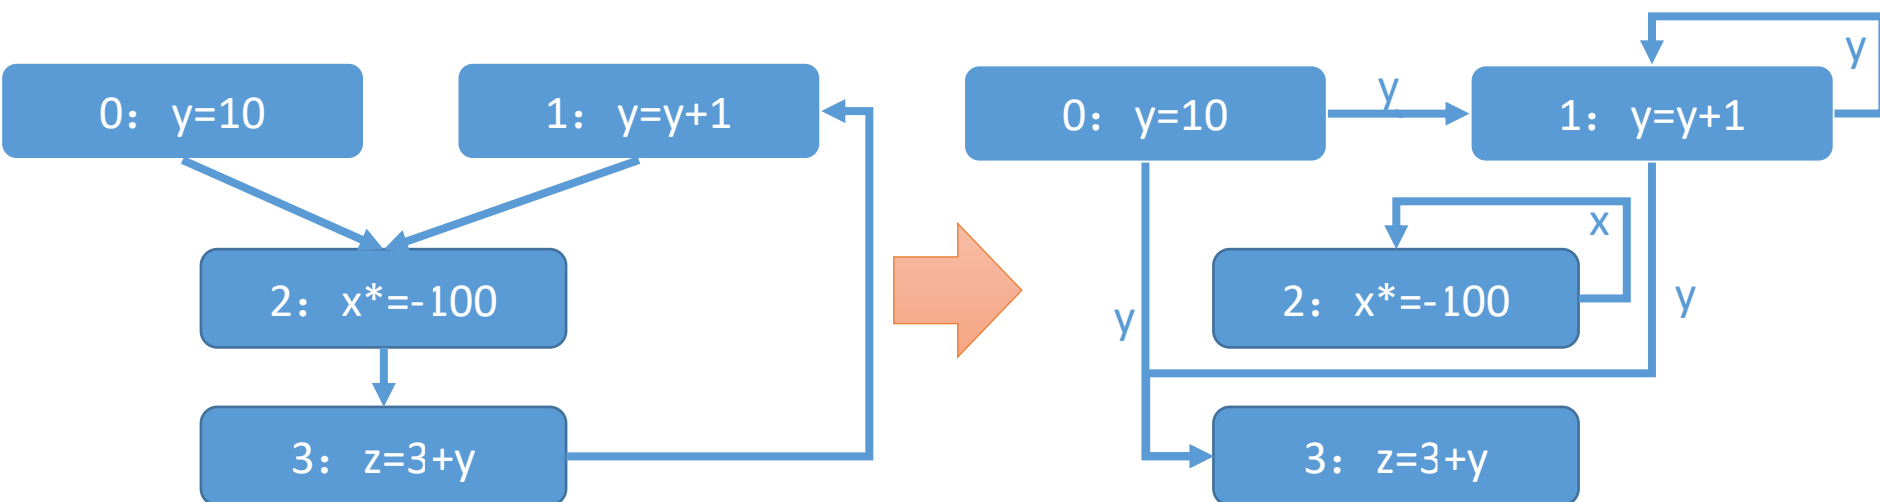 0： y=10
1： y=y+1
2： x*=-100
3： z=3+y
0： y=10
y
1： y=y+1
y
x
2： x*=-100
y
y
3： z=3+y